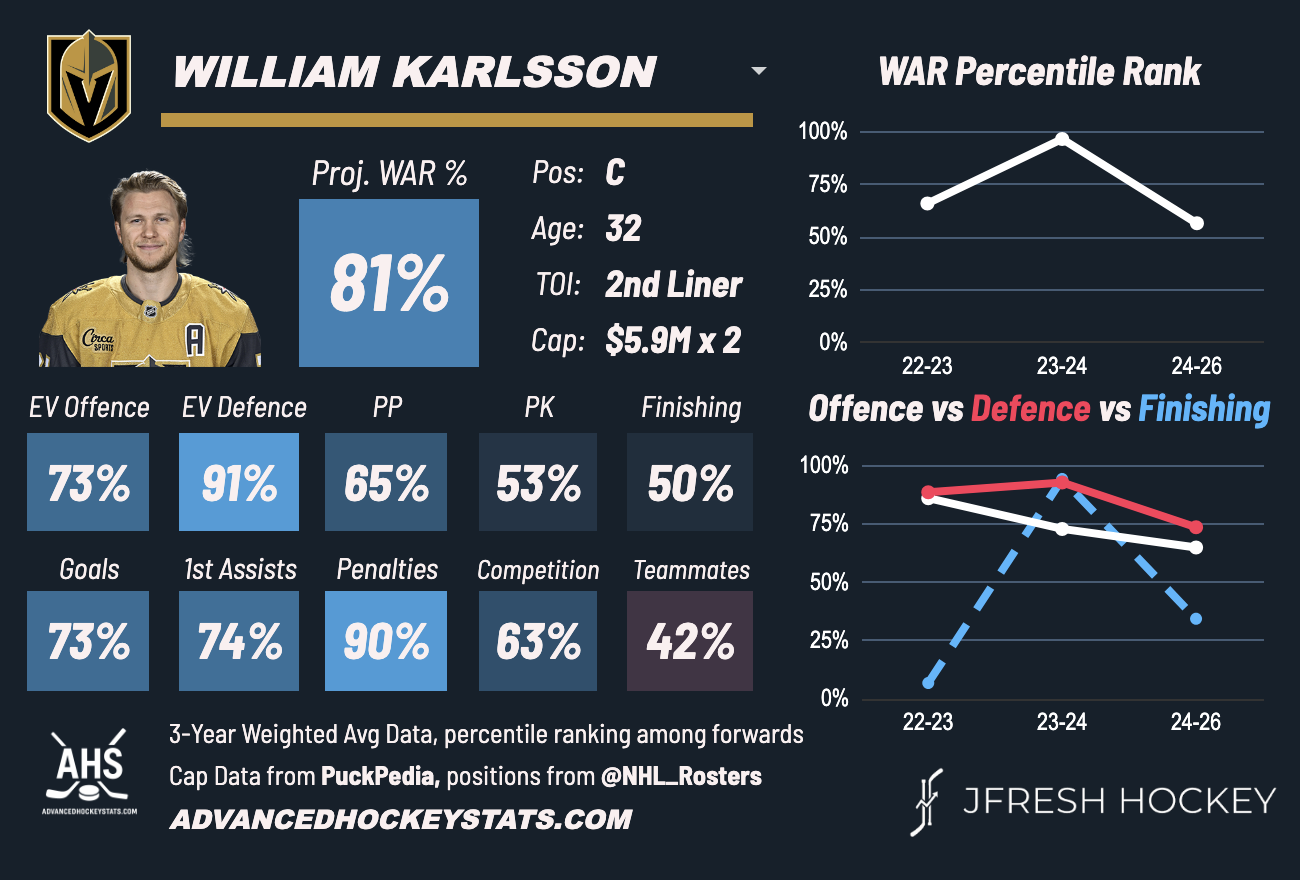 WILLIAM KARLSSON
Proj. WAR %
81%
Pos: C
Age: 32
TOI: 2nd Liner
Cap: $5.9M x 2
Circa
SPORTS
A
EV Offence EV Defence PP PK Finishing
73% 91% 65% 53% 50%
Goals 1st Assists Penalties Competition Teammates
73% 74% 90% 63% 42%
WAR Percentile Rank
100%
75%
50%
25%
0%
22-23 23-24 24-26
Offence vs Defence vs Finishing
100%
75%
50%
25%
0%
22-23 23-24 24-26
AHS
ADVANCEDHOCKEYSTATS.COM
3-Year Weighted Avg Data, percentile ranking among forwards
Cap Data from PuckPedia, positions from @NHL_Rosters
ADVANCEDHOCKEYSTATS.COM
JFRESH HOCKEY